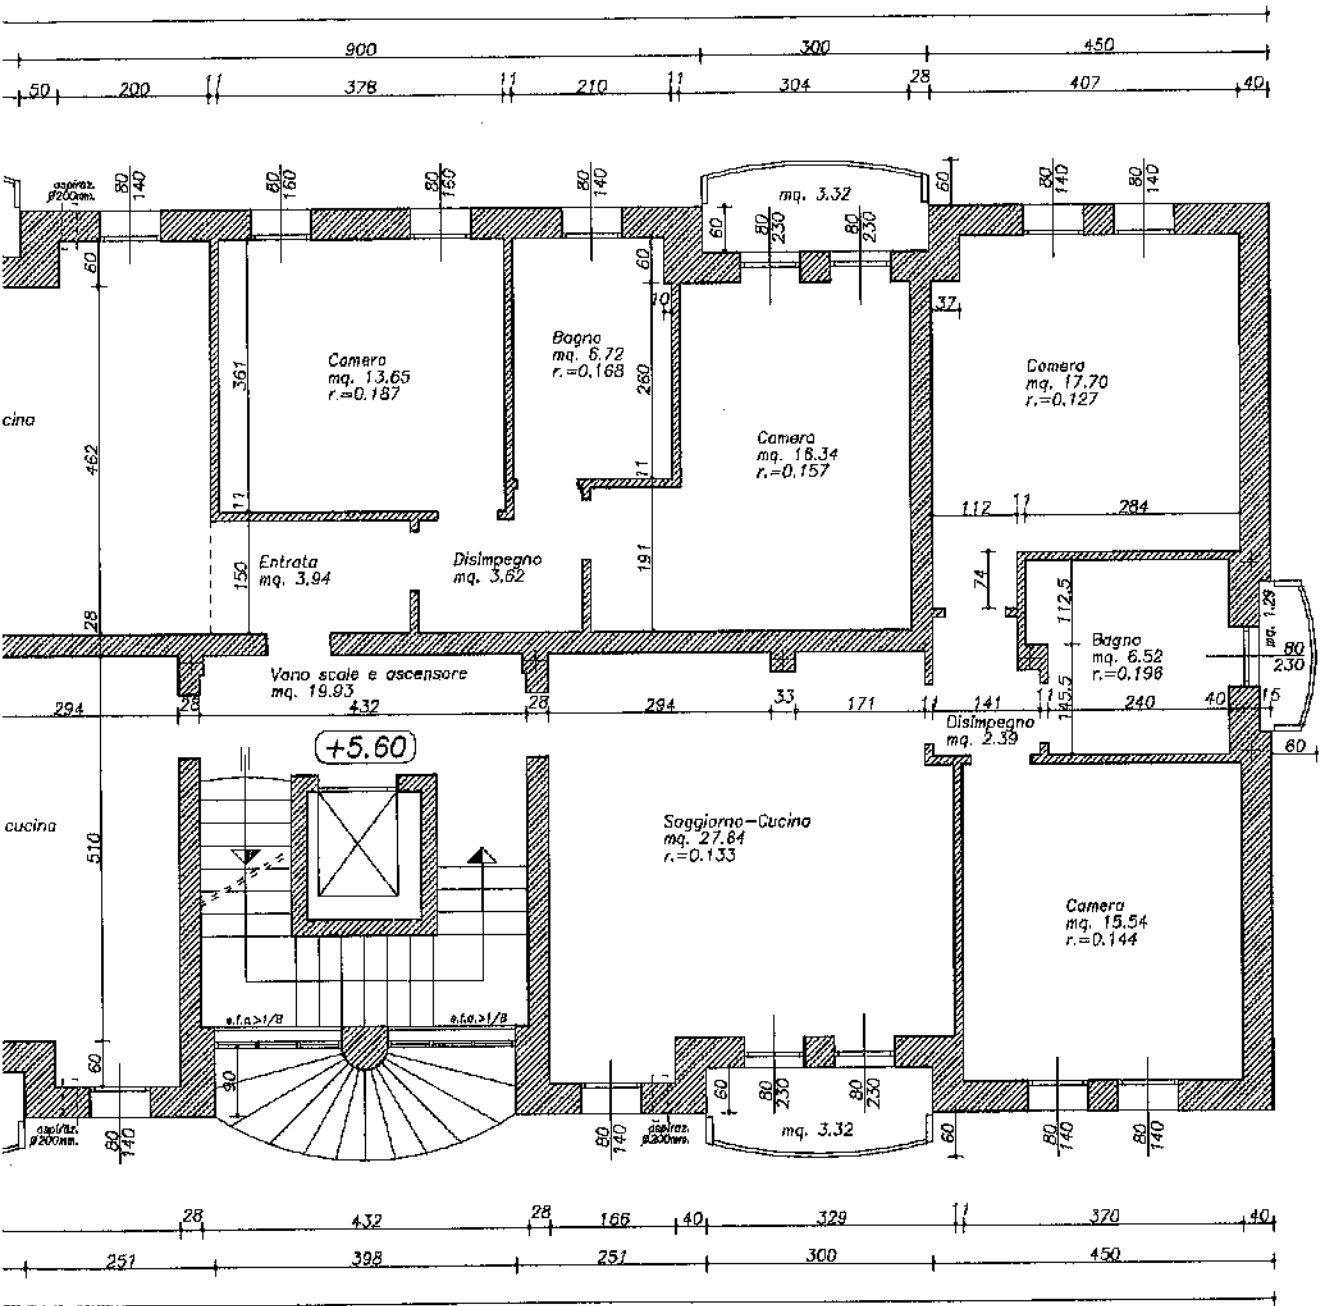 900 300 450
50 200 11 378 11 210 11 304 28 407 40
aspiraz.
ø200mm.
80 140
80 160
80 160
80 140
mq. 3.32
60
80 140
80 140
60
80 230
80 230
60
60
10
37
Bagno
mq. 6.72
r.=0,168
Camera
mq. 13.65
r.=0.187
361
260
Camera
mq. 17.70
r.=0,127
cina
462
Camera
mq. 16.34
r.=0,157
11
11
112 11 284
Entrata
mq. 3,94
Disimpegno
mq. 3,62
150
191
74
112,5
28
mq. 1.29
Bagno
mq. 6.52
r.=0,196
80
230
Vano scale e ascensore
mq. 19.93
294 28 432 28 294 33 171 11 141 11 145,5 240 40 15
Disimpegno
mq. 2.39
60
+5,60
cucina
510
Soggiorno-Cucina
mq. 27.84
r.=0.133
Camera
mq. 15.54
r.=0.144
e.f.a.>1/8
e.f.a.>1/8
60
90
60
80 230
80 230
aspiraz.
ø200mm.
80 140
80 140
aspiraz.
ø200mm.
mq. 3.32
60
80 140
80 140
28 432 28 166 40 329 11 370 40
251 398 251 300 450